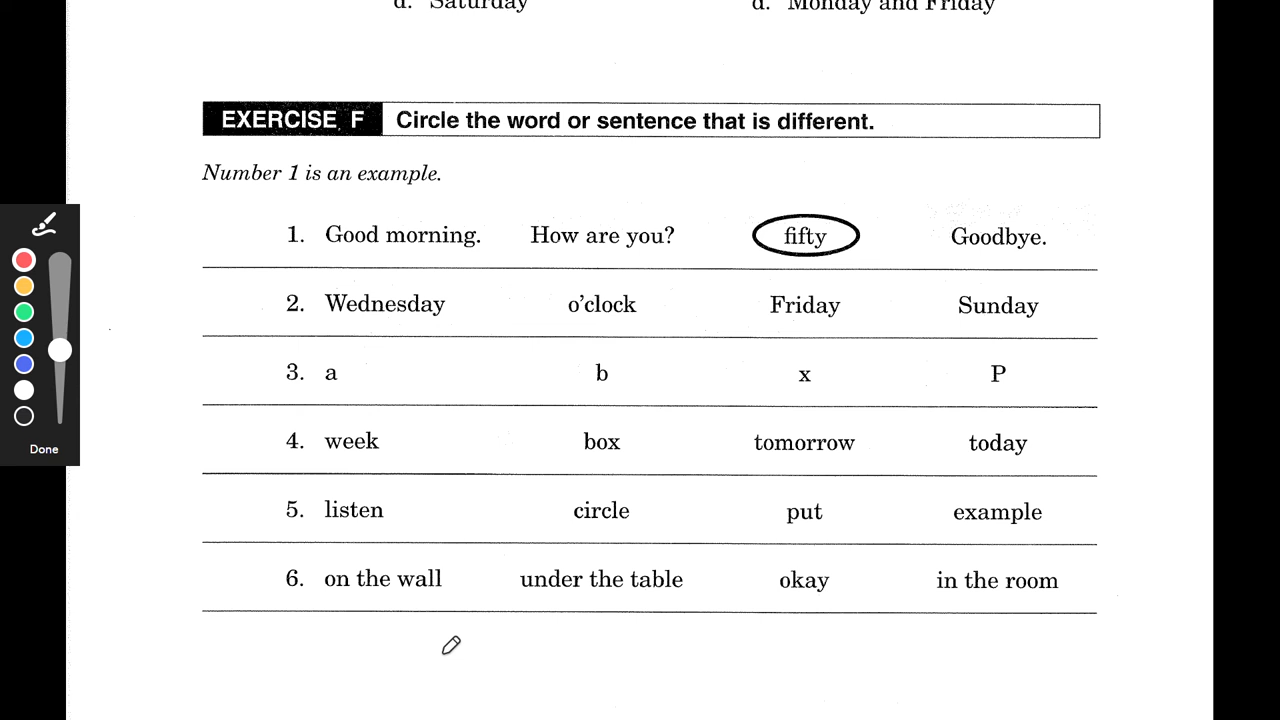 d. Saturday d. Monday and Friday
EXERCISE F Circle the word or sentence that is different.
Number 1 is an example.
1. Good morning. How are you? fifty Goodbye.
2. Wednesday o'clock Friday Sunday
3. a b x P
4. week box tomorrow today
5. listen circle put example
6. on the wall under the table okay in the room
Done